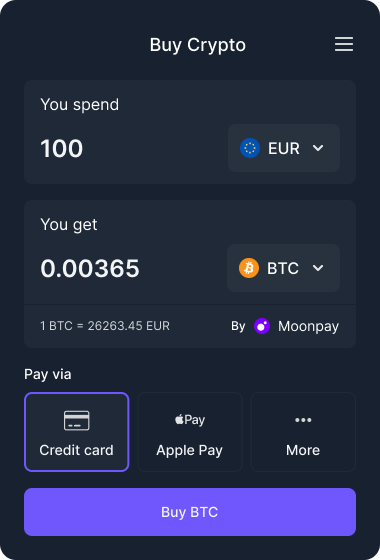 Buy Crypto
You spend
100 EUR
You get
0.00365 BTC
1 BTC = 26263.45 EUR By Moonpay
Pay via
Pay
Credit card Apple Pay More
Buy BTC